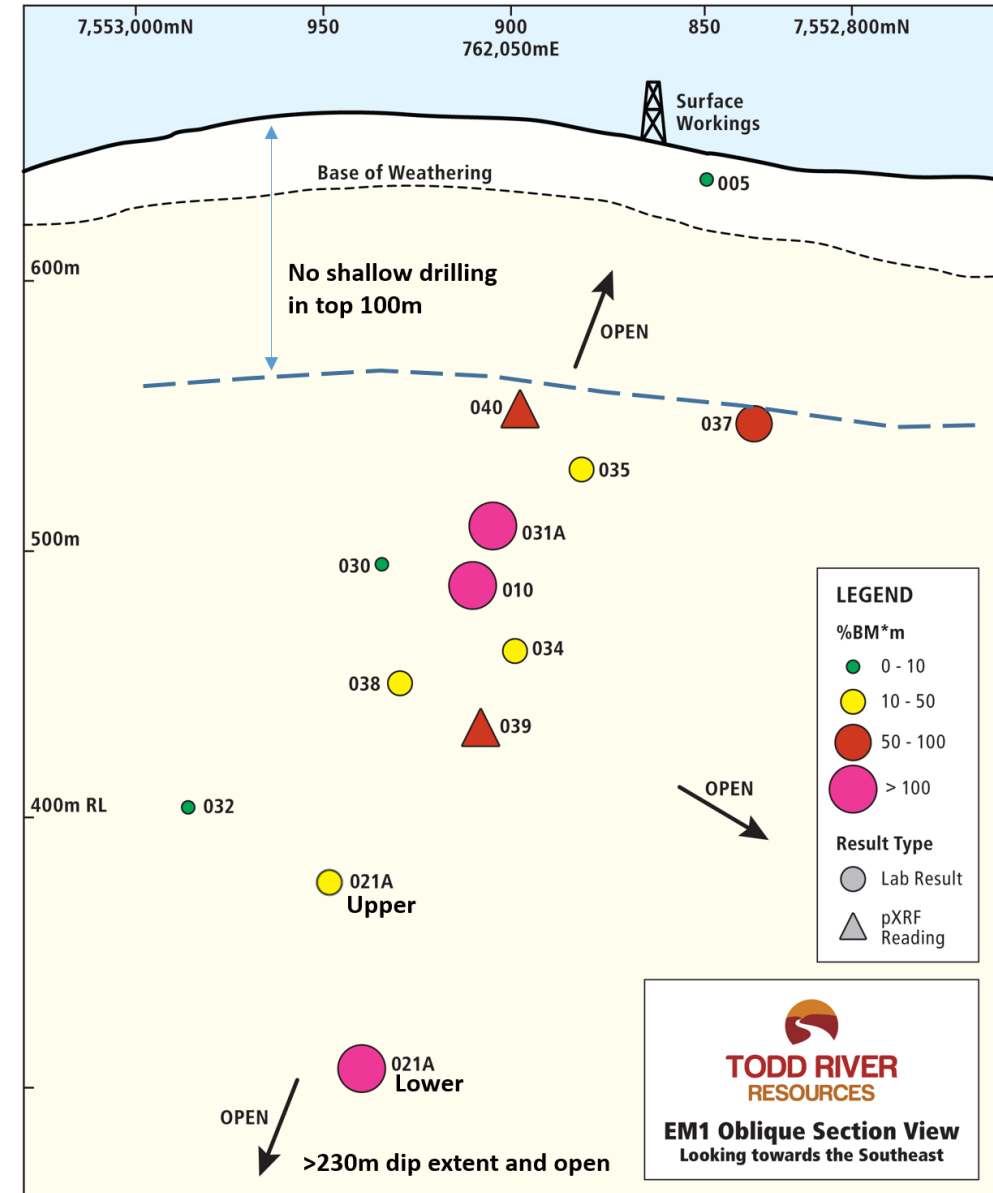 7,553,000mN
950
900
850
7,552,800mN
762,050mE
Surface
Workings
Base of Weathering
005
600m
No shallow drilling
in top 100m
OPEN
040
037
035
031A
500m
030
010
034
038
039
OPEN
400m RL
032
021A
Upper
021A
Lower
OPEN
>230m dip extent and open
LEGEND
%BM*m
0 - 10
10 - 50
50 - 100
> 100
Result Type
Lab Result
pXRF
Reading
TODD RIVER
RESOURCES
EM1 Oblique Section View
Looking towards the Southeast